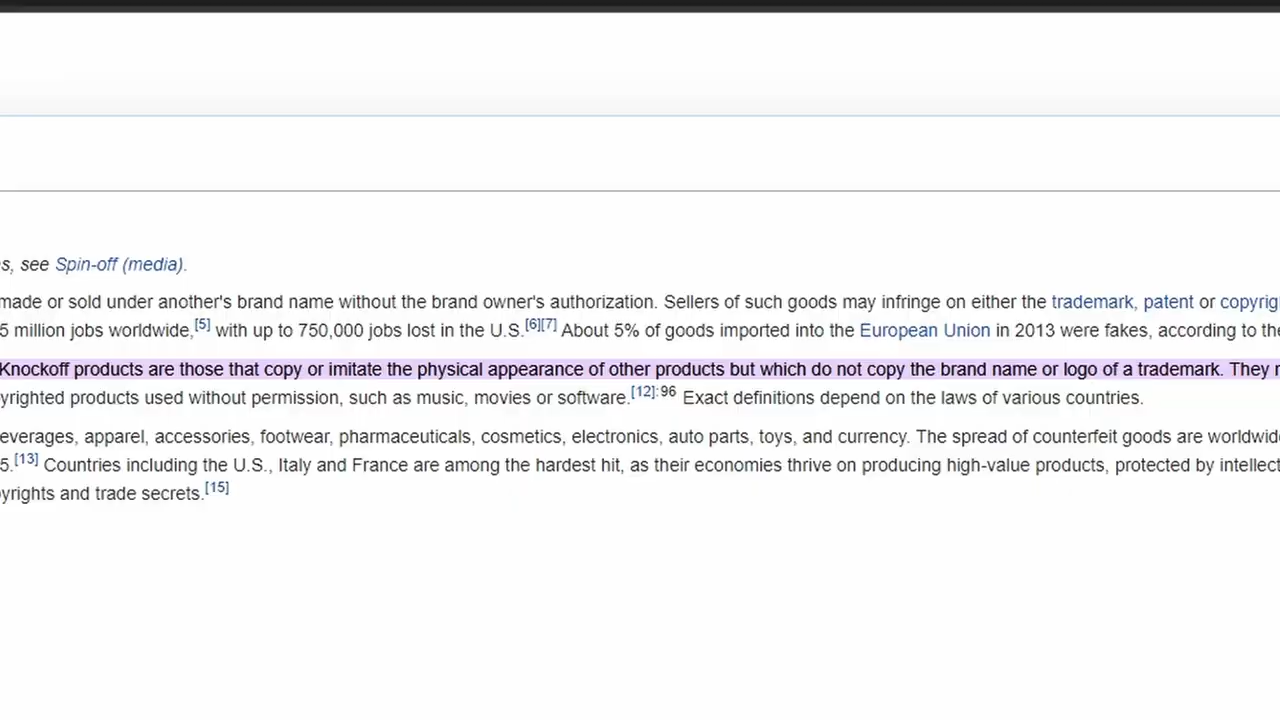 s, see Spin-off (media).
made or sold under another's brand name without the brand owner's authorization. Sellers of such goods may infringe on either the trademark, patent or copyrig
5 million jobs worldwide,[5] with up to 750,000 jobs lost in the U.S.[6][7] About 5% of goods imported into the European Union in 2013 were fakes, according to the
Knockoff products are those that copy or imitate the physical appearance of other products but which do not copy the brand name or logo of a trademark. They
yrighted products used without permission, such as music, movies or software.[12]:96 Exact definitions depend on the laws of various countries.
everages, apparel, accessories, footwear, pharmaceuticals, cosmetics, electronics, auto parts, toys, and currency. The spread of counterfeit goods are worldwide
5.[13] Countries including the U.S., Italy and France are among the hardest hit, as their economies thrive on producing high-value products, protected by intellect
yrights and trade secrets.[15]